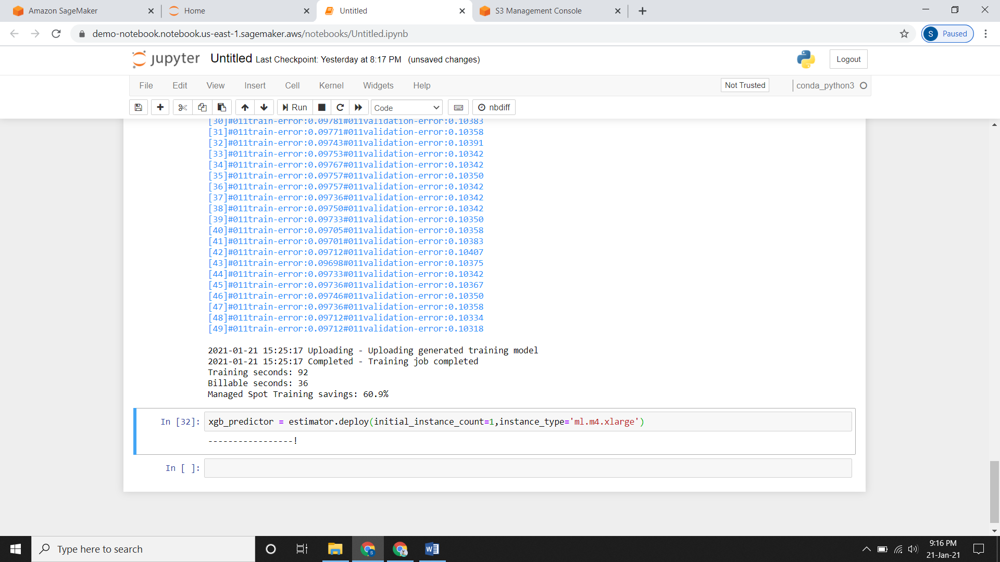 Amazon SageMaker
Home
Untitled
S3 Management Console
demo-notebook.notebook.us-east-1.sagemaker.aws/notebooks/Untitled.ipynb
S Paused
jupyter Untitled Last Checkpoint: Yesterday at 8:17 PM (unsaved changes)
Logout
File Edit View Insert Cell Kernel Widgets Help
Not Trusted
conda_python3
Run
Code
nbdiff
[30]#011train-error:0.09781#011validation-error:0.10383
[31]#011train-error:0.09771#011validation-error:0.10358
[32]#011train-error:0.09743#011validation-error:0.10391
[33]#011train-error:0.09753#011validation-error:0.10342
[34]#011train-error:0.09767#011validation-error:0.10342
[35]#011train-error:0.09757#011validation-error:0.10350
[36]#011train-error:0.09757#011validation-error:0.10342
[37]#011train-error:0.09736#011validation-error:0.10342
[38]#011train-error:0.09750#011validation-error:0.10342
[39]#011train-error:0.09733#011validation-error:0.10350
[40]#011train-error:0.09705#011validation-error:0.10358
[41]#011train-error:0.09701#011validation-error:0.10383
[42]#011train-error:0.09712#011validation-error:0.10407
[43]#011train-error:0.09698#011validation-error:0.10375
[44]#011train-error:0.09733#011validation-error:0.10342
[45]#011train-error:0.09736#011validation-error:0.10367
[46]#011train-error:0.09746#011validation-error:0.10350
[47]#011train-error:0.09736#011validation-error:0.10358
[48]#011train-error:0.09712#011validation-error:0.10334
[49]#011train-error:0.09712#011validation-error:0.10318
2021-01-21 15:25:17 Uploading - Uploading generated training model
2021-01-21 15:25:17 Completed - Training job completed
Training seconds: 92
Billable seconds: 36
Managed Spot Training savings: 60.9%
In [32]: xgb_predictor = estimator.deploy(initial_instance_count=1,instance_type='ml.m4.xlarge')
-----------------!
In [ ]:
Type here to search
9:16 PM
21-Jan-21